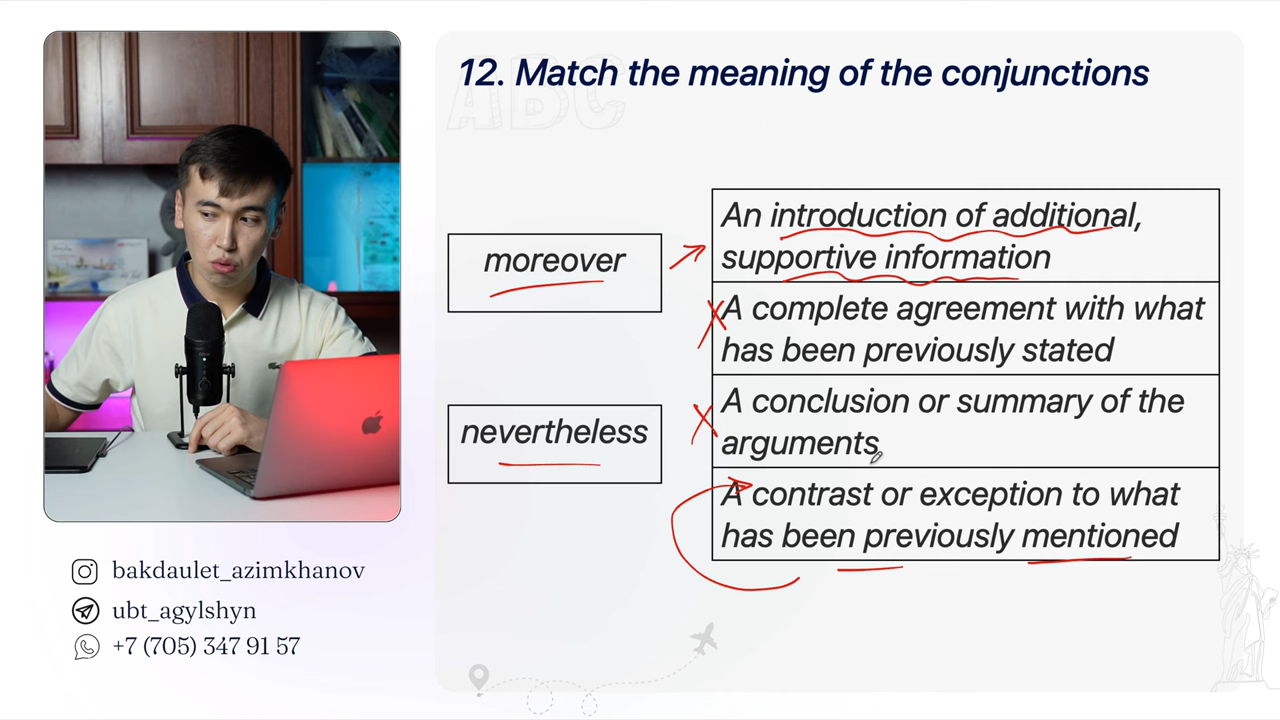 12. Match the meaning of the conjunctions
ABC
moreover
An introduction of additional,
supportive information
A complete agreement with what
has been previously stated
nevertheless
A conclusion or summary of the
arguments
A contrast or exception to what
has been previously mentioned
bakdaulet_azimkhanov
ubt_agylshyn
+7 (705) 347 91 57